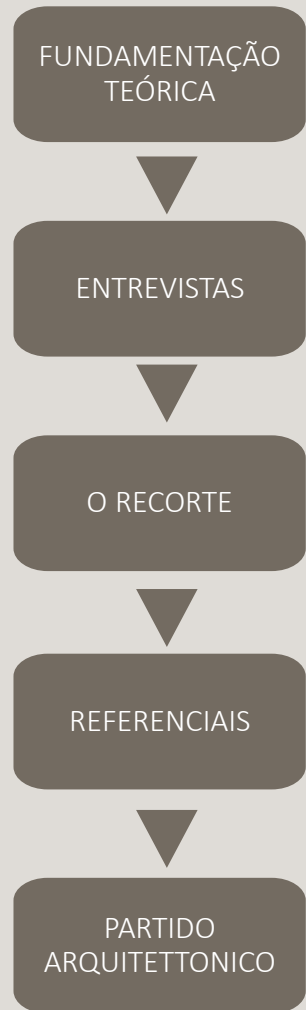 FUNDAMENTAÇÃO
TEÓRICA
ENTREVISTAS
O RECORTE
REFERENCIAIS
PARTIDO
ARQUITETTONICO